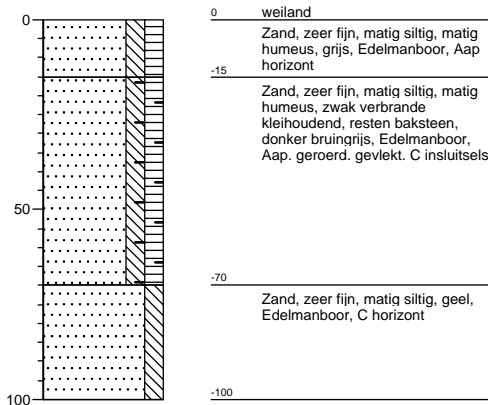 0
50
100
0 weiland
Zand, zeer fijn, matig siltig, matig
humeus, grijs, Edelmanboor, Aap
horizont
-15
Zand, zeer fijn, matig siltig, matig
humeus, zwak verbrande
kleihoudend, resten baksteen,
donker bruingrijs, Edelmanboor,
Aap. geroerd. gevlekt. C insluitsels
-70
Zand, zeer fijn, matig siltig, geel,
Edelmanboor, C horizont
-100